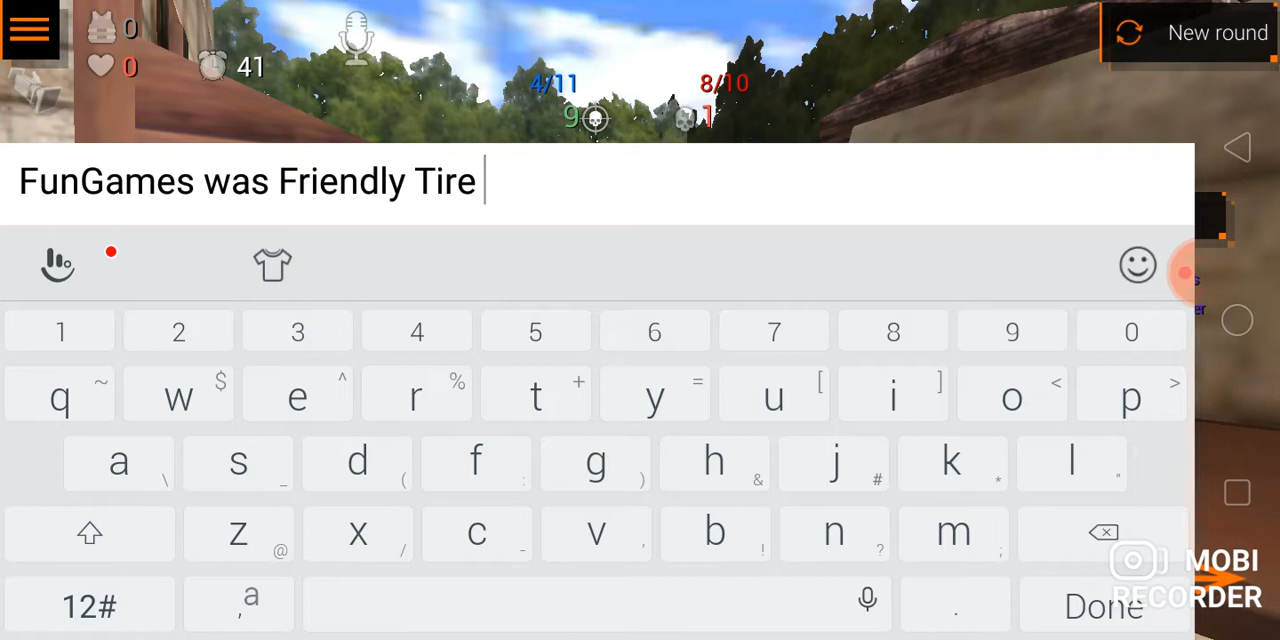 0
0
41
4/11
8/10
9
1
New round
FunGames was Friendly Tire
s
er
1 2 3 4 5 6 7 8 9 0
q ~ w $ e ^ r % t + y = u [ i ] o < p >
a \ s _ d ( f : g ) h & j # k * l "
z @ x / c - v ' b ! n ? m ;
12# , a . Done
MOBI
RECORDER